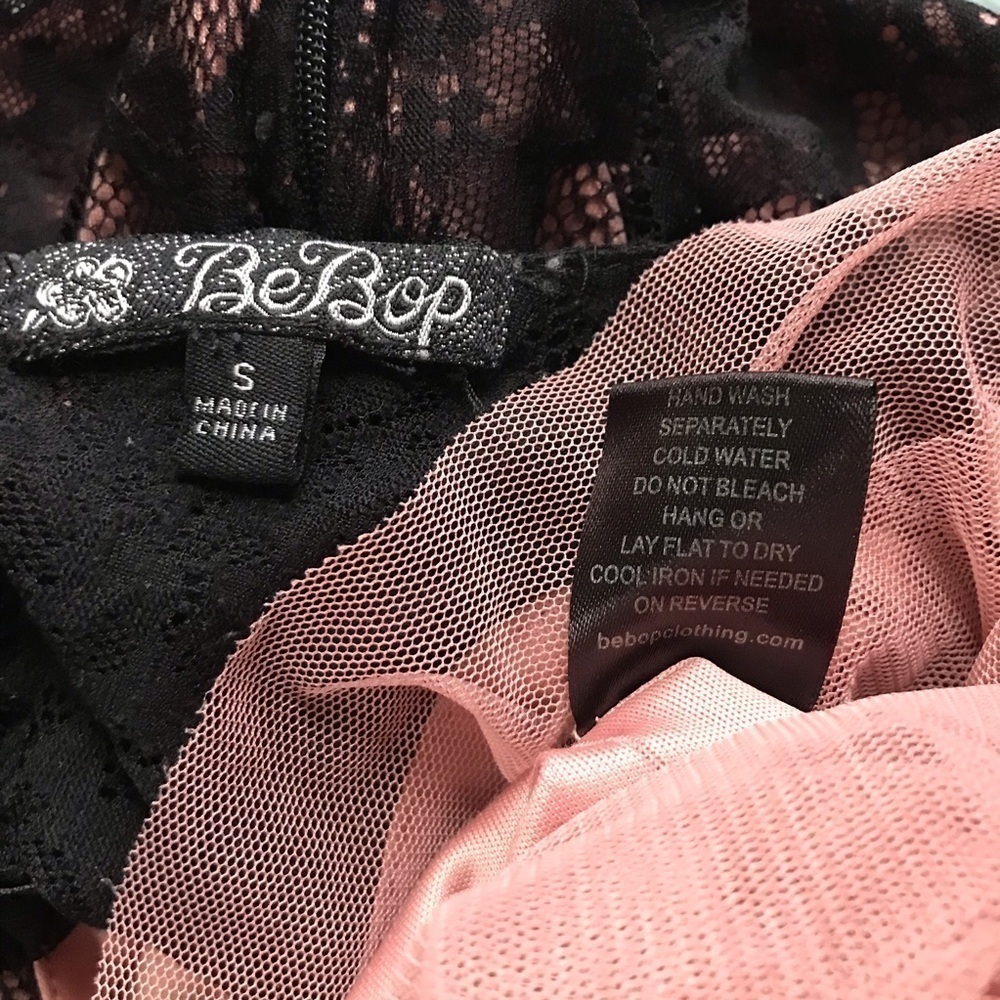 BeBop
S
MADE IN
CHINA
HAND WASH
SEPARATELY
COLD WATER
DO NOT BLEACH
HANG OR
LAY FLAT TO DRY
COOL IRON IF NEEDED
ON REVERSE
bebopclothing.com